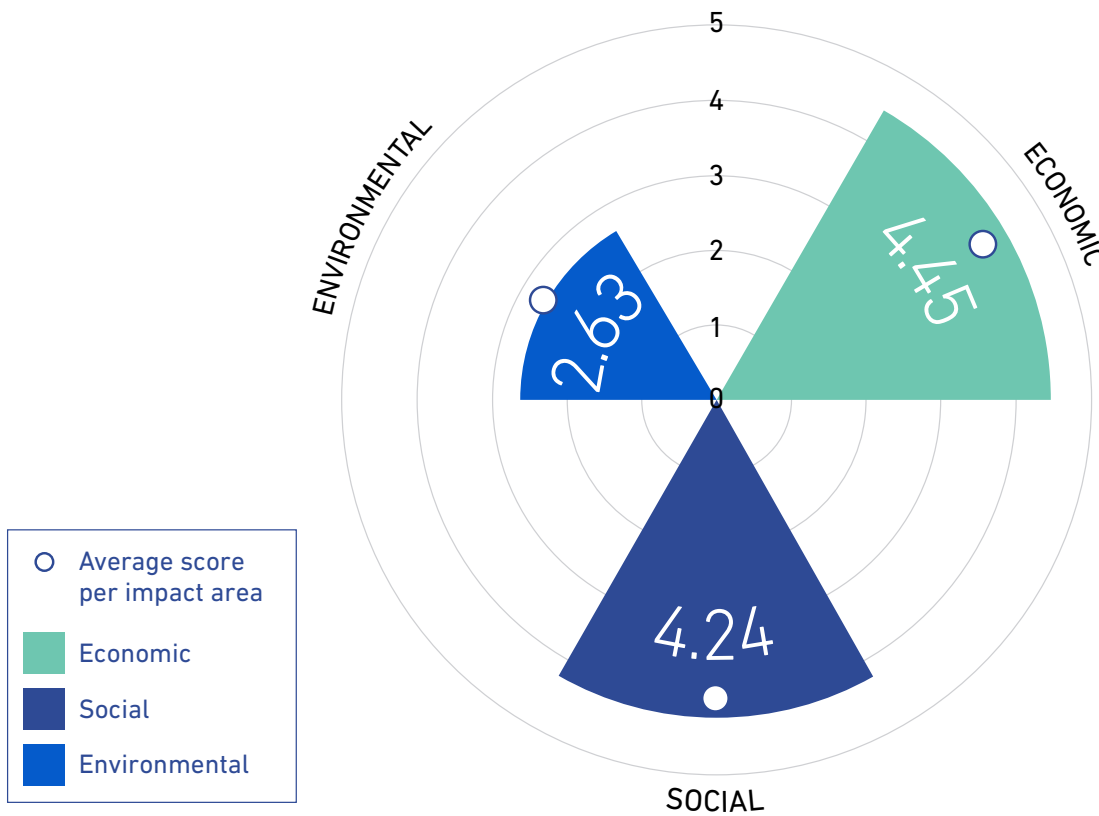 5
4
3
2
1
0
ENVIRONMENTAL
ECONOMIC
SOCIAL
2.63
4.45
4.24
Average score
per impact area
Economic
Social
Environmental